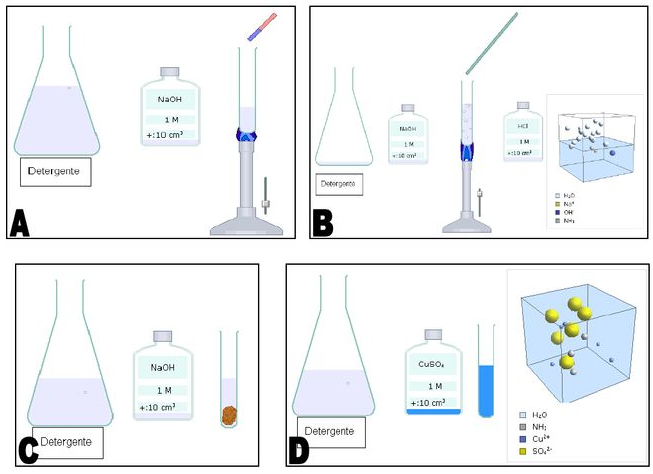 NaOH
1 M
+:10 cm³
Detergente
A
NaOH
1 M
+:10 cm³
HCl
1 M
+:10 cm³
Detergente
H₂O
Na⁺
OH⁻
NH₃
B
NaOH
1 M
+:10 cm³
Detergente
C
CuSO₄
1 M
+:10 cm³
Detergente
D
H₂O
NH₃
Cu²⁺
SO₄²⁻